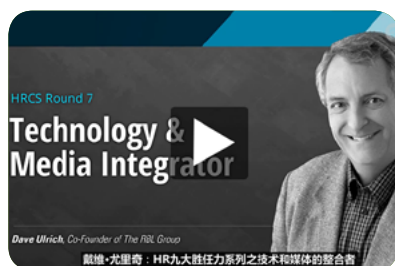 HRCS Round 7
Technology &
Media Integrator
Dave Ulrich, Co-Founder of The RBL Group
戴维·尤里奇：HR九大胜任力系列之技术和媒体的整合者